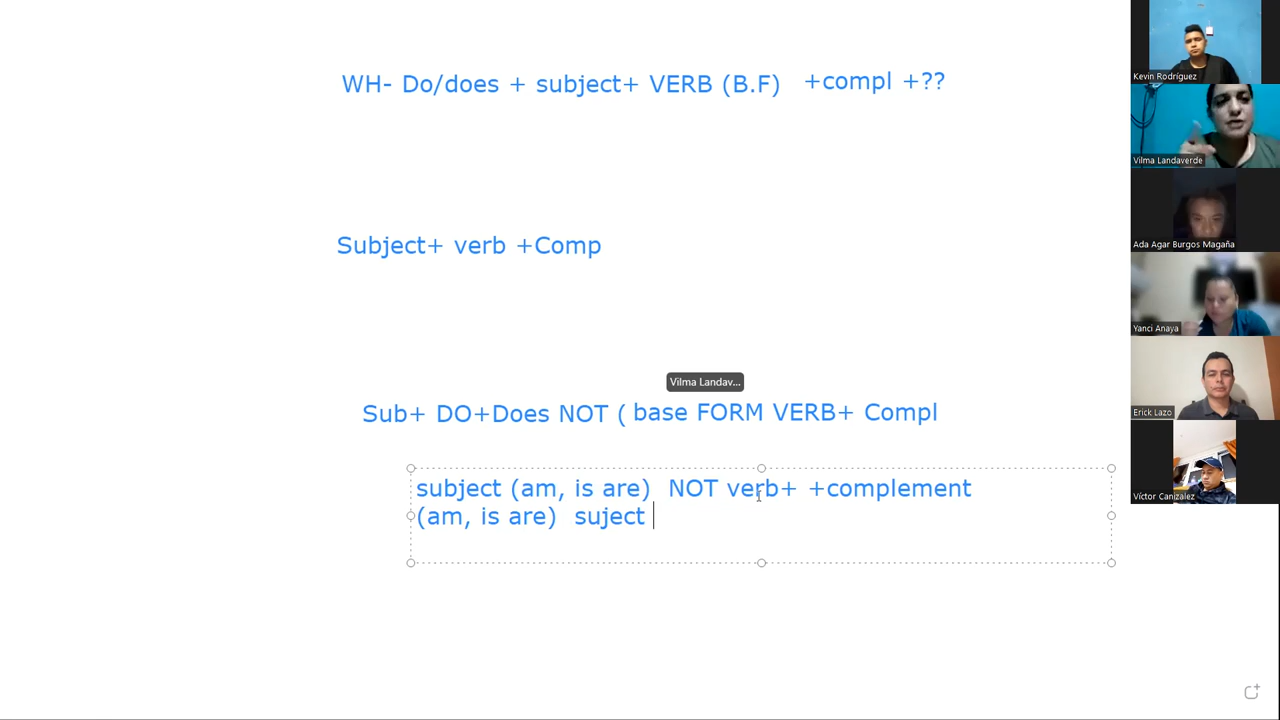 WH- Do/does + subject+ VERB (B.F) +compl +??
Subject+ verb +Comp
Vilma Landav...
Sub+ DO+Does NOT ( base FORM VERB+ Compl
subject (am, is are) NOT verb+ +complement
(am, is are) suject
Kevin Rodríguez
Vilma Landaverde
Ada Agar Burgos Magaña
Yanci Anaya
Erick Lazo
Víctor Canizalez